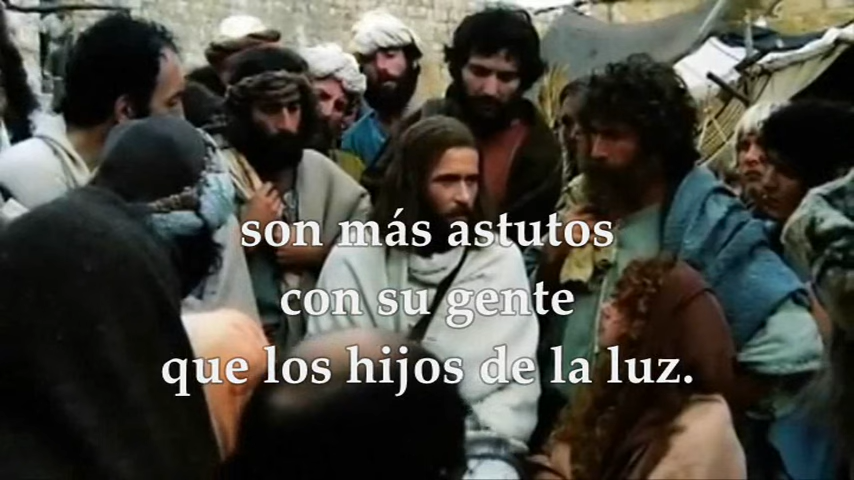 son más astutos
con su gente
que los hijos de la luz.